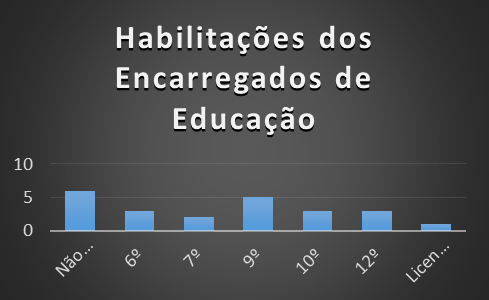 Habilitações dos
Encarregados de
Educação
10
5
0
Não...
6º
7º
9º
10º
12º
Licen...